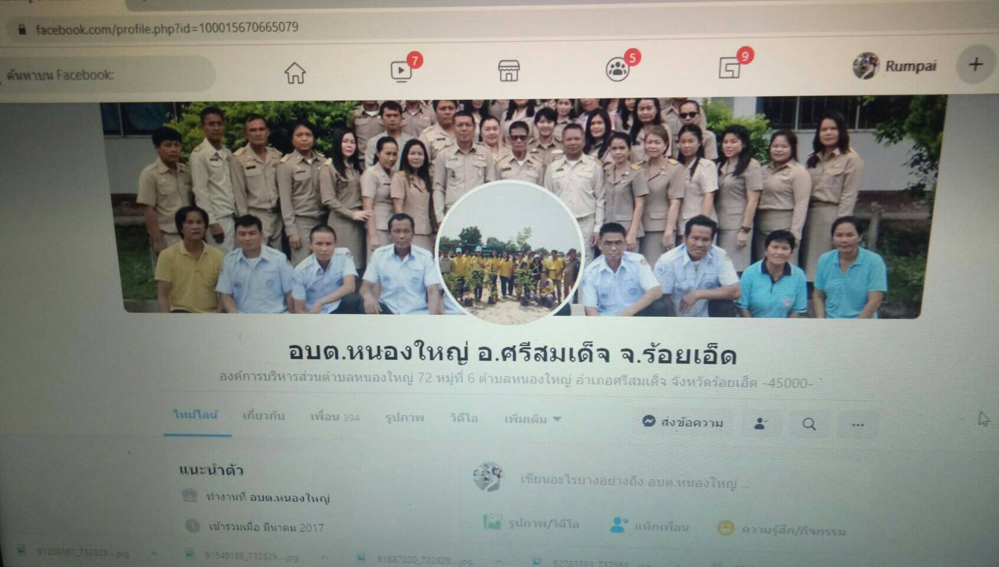 facebook.com/profile.php?id=100015670665079
ค้นหาบน Facebook:
7
5
9
Rumpai
อบต.หนองใหญ่ อ.ศรีสมเด็จ จ.ร้อยเอ็ด
องค์การบริหารส่วนตำบลหนองใหญ่ 72 หมู่ที่ 6 ตำบลหนองใหญ่ อำเภอศรีสมเด็จ จังหวัดร้อยเอ็ด -45000-
ไทม์ไลน์ เกี่ยวกับ เพื่อน 394 รูปภาพ วิดีโอ เพิ่มเติม
ส่งข้อความ
แนะนำตัว
ทำงานที่ อบต.หนองใหญ่
เข้าร่วมเมื่อ มีนาคม 2017
เขียนอะไรบางอย่างถึง อบต.หนองใหญ่ ...
รูปภาพ/วิดีโอ แท็กเพื่อน ความรู้สึก/กิจกรรม
91200867_732829....jpg
91549186_732829....jpg
91887020_732829....jpg
92783383_737163....jpg